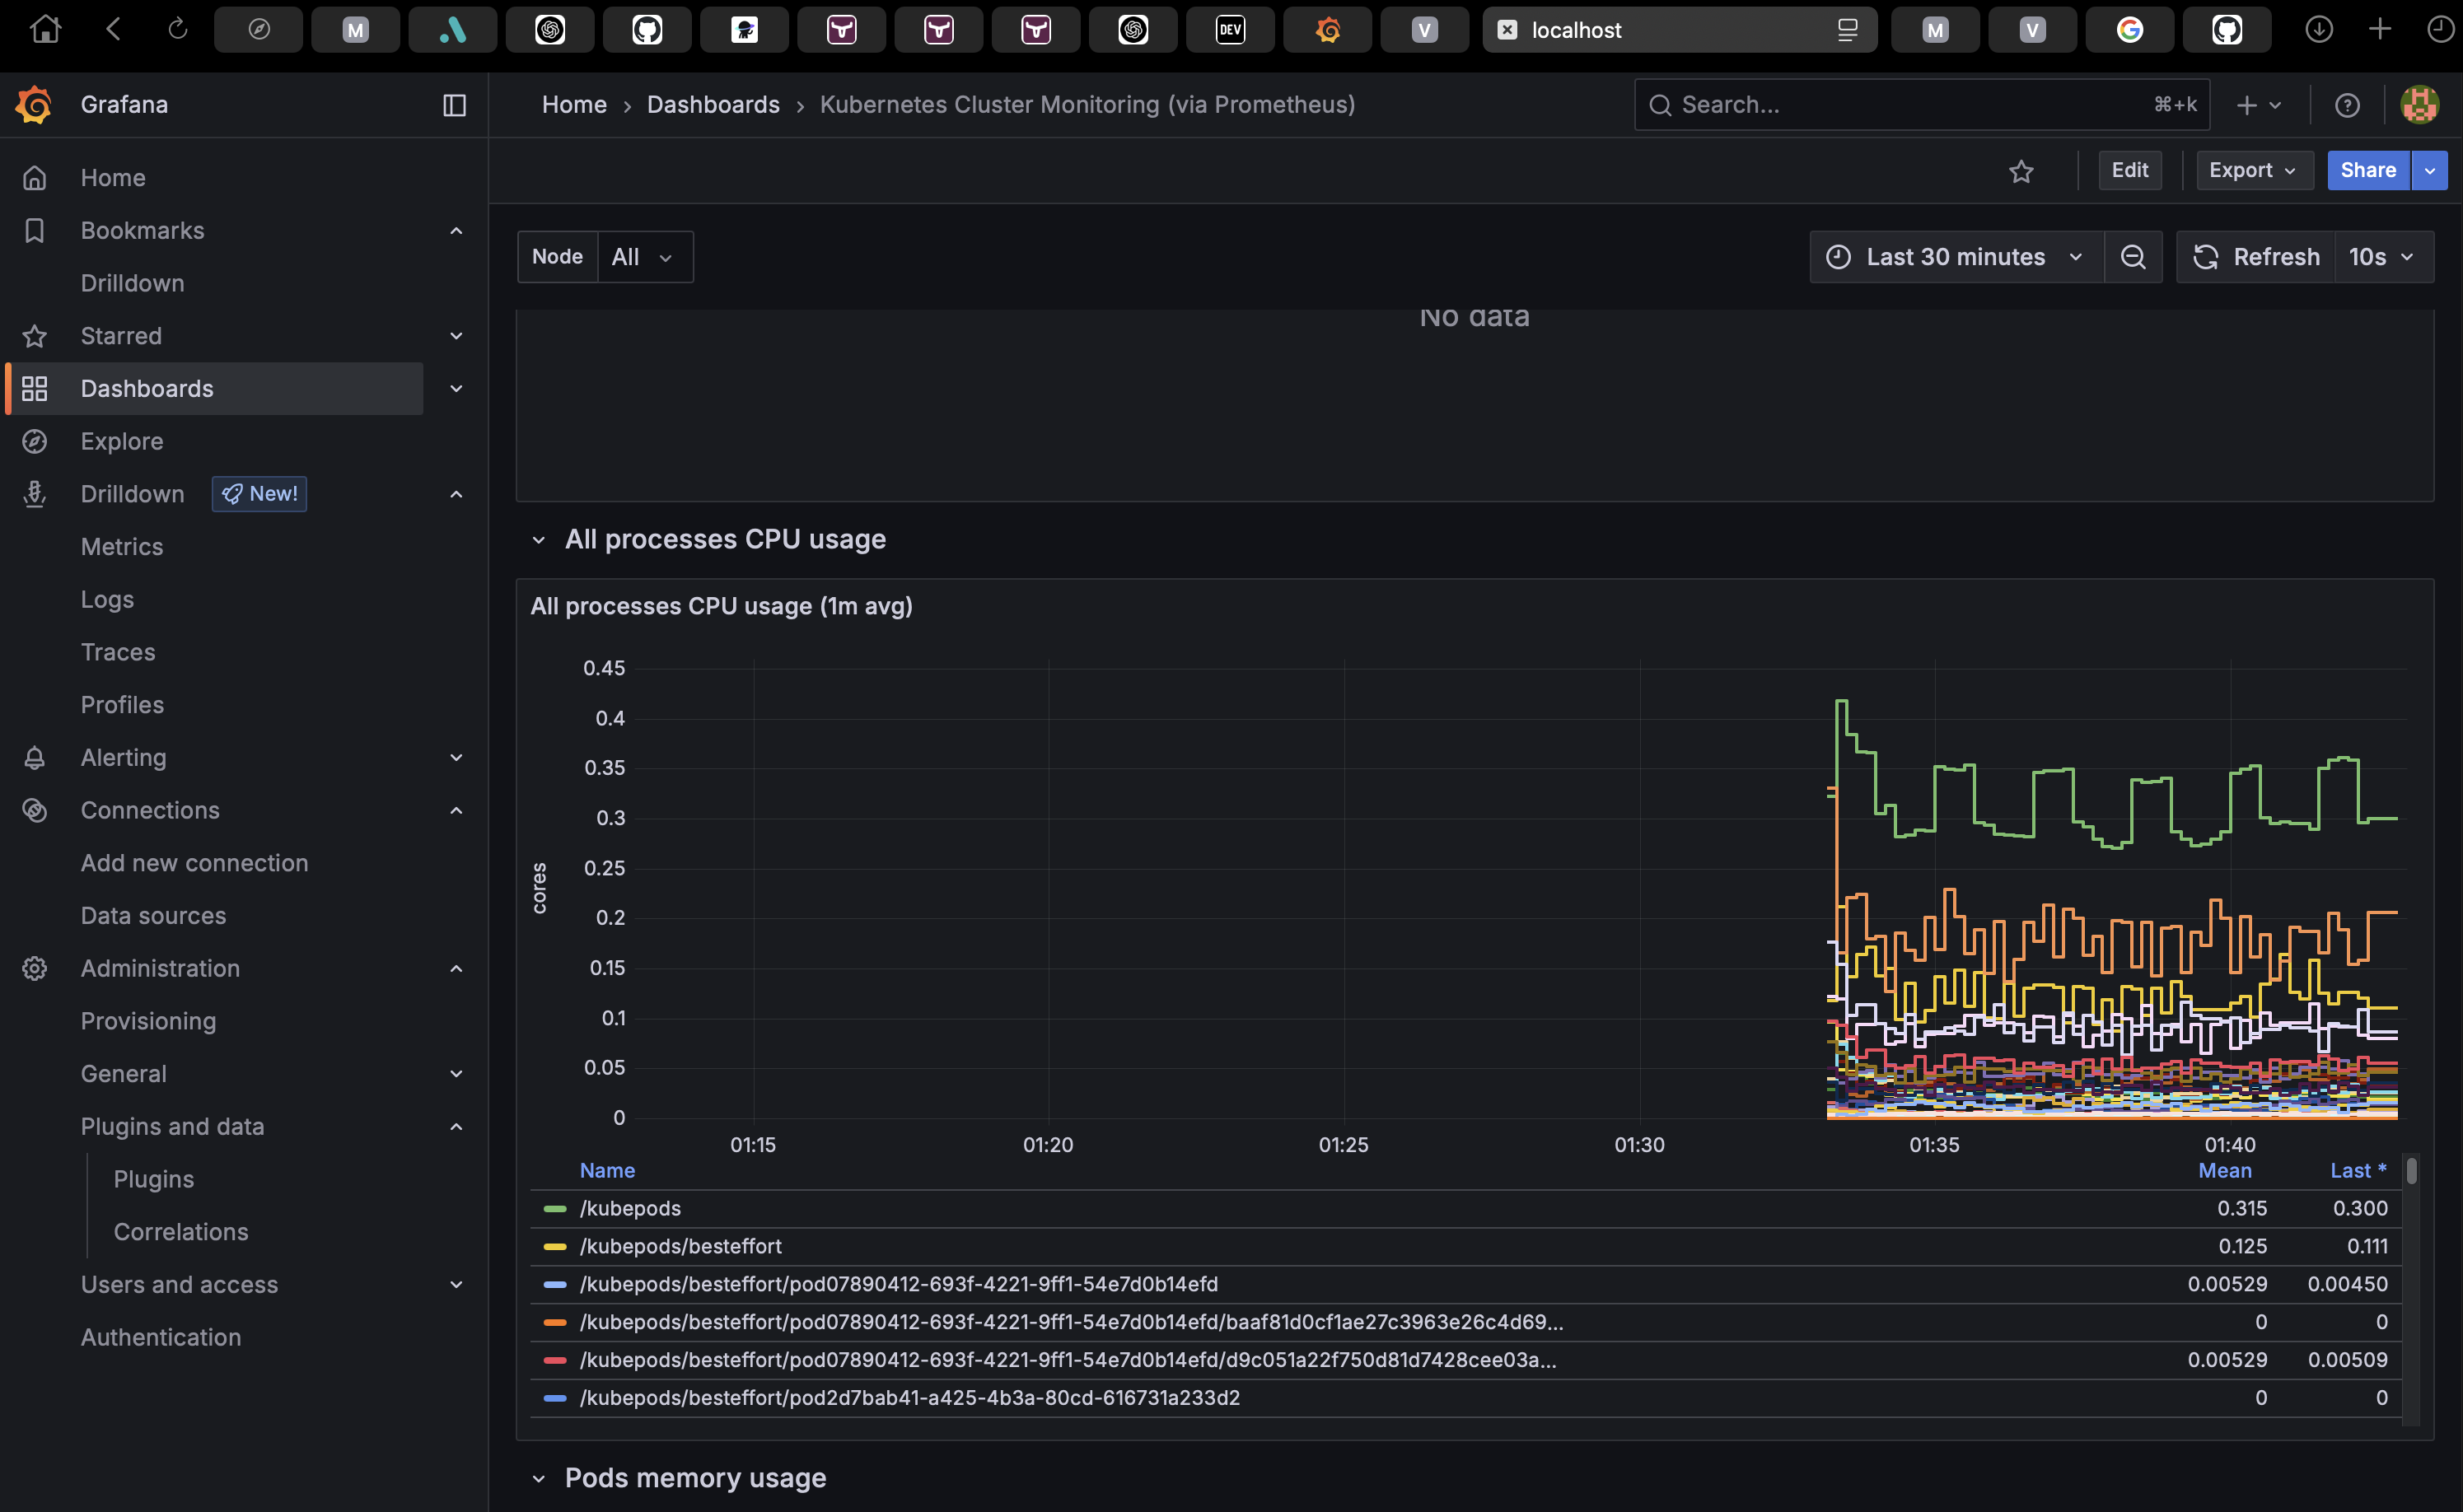 M
DEV
V
localhost
M
V
Grafana
Home
Dashboards
Kubernetes Cluster Monitoring (via Prometheus)
Search...
⌘+k
Home
Bookmarks
Drilldown
Starred
Dashboards
Explore
Drilldown
New!
Metrics
Logs
Traces
Profiles
Alerting
Connections
Add new connection
Data sources
Administration
Provisioning
General
Plugins and data
Plugins
Correlations
Users and access
Authentication
Edit
Export
Share
Node
All
Last 30 minutes
Refresh
10s
No data
All processes CPU usage
All processes CPU usage (1m avg)
cores
0.45
0.4
0.35
0.3
0.25
0.2
0.15
0.1
0.05
0
01:15
01:20
01:25
01:30
01:35
01:40
Name Mean Last *
/kubepods 0.315 0.300
/kubepods/besteffort 0.125 0.111
/kubepods/besteffort/pod07890412-693f-4221-9ff1-54e7d0b14efd 0.00529 0.00450
/kubepods/besteffort/pod07890412-693f-4221-9ff1-54e7d0b14efd/baaf81d0cf1ae27c3963e26c4d69... 0 0
/kubepods/besteffort/pod07890412-693f-4221-9ff1-54e7d0b14efd/d9c051a22f750d81d7428cee03a... 0.00529 0.00509
/kubepods/besteffort/pod2d7bab41-a425-4b3a-80cd-616731a233d2 0 0
Pods memory usage